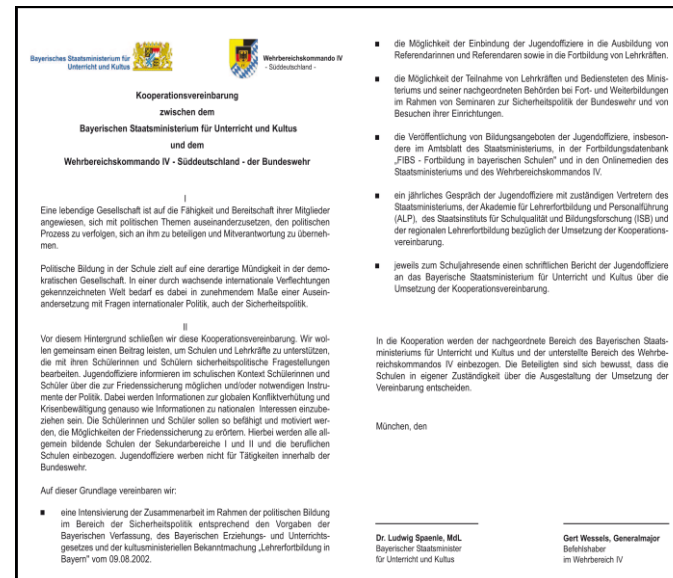 Bayerisches Staatsministerium für
Unterricht und Kultus
Wehrbereichskommando IV
- Süddeutschland -
Kooperationsvereinbarung
zwischen dem
Bayerischen Staatsministerium für Unterricht und Kultus
und dem
Wehrbereichskommando IV - Süddeutschland - der Bundeswehr
I
Eine lebendige Gesellschaft ist auf die Fähigkeit und Bereitschaft ihrer Mitglieder
angewiesen, sich mit politischen Themen auseinanderzusetzen, den politischen
Prozess zu verfolgen, sich an ihm zu beteiligen und Mitverantwortung zu überneh-
men.
Politische Bildung in der Schule zielt auf eine derartige Mündigkeit in der demo-
kratischen Gesellschaft. In einer durch wachsende internationale Verflechtungen
gekennzeichneten Welt bedarf es dabei in zunehmendem Maße einer Ausein-
andersetzung mit Fragen internationaler Politik, auch der Sicherheitspolitik.
II
Vor diesem Hintergrund schließen wir diese Kooperationsvereinbarung. Wir wol-
len gemeinsam einen Beitrag leisten, um Schulen und Lehrkräfte zu unterstützen,
die mit ihren Schülerinnen und Schülern sicherheitspolitische Fragestellungen
bearbeiten. Jugendoffiziere informieren im schulischen Kontext Schülerinnen und
Schüler über die zur Friedenssicherung möglichen und/oder notwendigen Instru-
mente der Politik. Dabei werden Informationen zur globalen Konfliktverhütung und
Krisenbewältigung genauso wie Informationen zu nationalen Interessen einzube-
ziehen sein. Die Schülerinnen und Schüler sollen so befähigt und motiviert wer-
den, die Möglichkeiten der Friedenssicherung zu erörtern. Hierbei werden alle all-
gemein bildende Schulen der Sekundarbereiche I und II und die beruflichen
Schulen einbezogen. Jugendoffiziere werben nicht für Tätigkeiten innerhalb der
Bundeswehr.
Auf dieser Grundlage vereinbaren wir:
■ eine Intensivierung der Zusammenarbeit im Rahmen der politischen Bildung
im Bereich der Sicherheitspolitik entsprechend den Vorgaben der
Bayerischen Verfassung, des Bayerischen Erziehungs- und Unterrichts-
gesetzes und der kultusministeriellen Bekanntmachung „Lehrerfortbildung in
Bayern" vom 09.08.2002.
■ die Möglichkeit der Einbindung der Jugendoffiziere in die Ausbildung von
Referendarinnen und Referendaren sowie in die Fortbildung von Lehrkräften.
■ die Möglichkeit der Teilnahme von Lehrkräften und Bediensteten des Minis-
teriums und seiner nachgeordneten Behörden bei Fort- und Weiterbildungen
im Rahmen von Seminaren zur Sicherheitspolitik der Bundeswehr und von
Besuchen ihrer Einrichtungen.
■ die Veröffentlichung von Bildungsangeboten der Jugendoffiziere, insbeson-
dere im Amtsblatt des Staatsministeriums, in der Fortbildungsdatenbank
„FIBS - Fortbildung in bayerischen Schulen" und in den Onlinemedien des
Staatsministeriums und des Wehrbereichskommandos IV.
■ ein jährliches Gespräch der Jugendoffiziere mit zuständigen Vertretern des
Staatsministeriums, der Akademie für Lehrerfortbildung und Personalführung
(ALP), des Staatsinstituts für Schulqualität und Bildungsforschung (ISB) und
der regionalen Lehrerfortbildung bezüglich der Umsetzung der Kooperations-
vereinbarung.
■ jeweils zum Schuljahresende einen schriftlichen Bericht der Jugendoffiziere
an das Bayerische Staatsministerium für Unterricht und Kultus über die
Umsetzung der Kooperationsvereinbarung.
In die Kooperation werden der nachgeordnete Bereich des Bayerischen Staats-
ministeriums für Unterricht und Kultus und der unterstellte Bereich des Wehrbe-
reichskommandos IV einbezogen. Die Beteiligten sind sich bewusst, dass die
Schulen in eigener Zuständigkeit über die Ausgestaltung der Umsetzung der
Vereinbarung entscheiden.
München, den
Dr. Ludwig Spaenle, MdL
Bayerischer Staatsminister
für Unterricht und Kultus
Gert Wessels, Generalmajor
Befehlshaber
im Wehrbereich IV